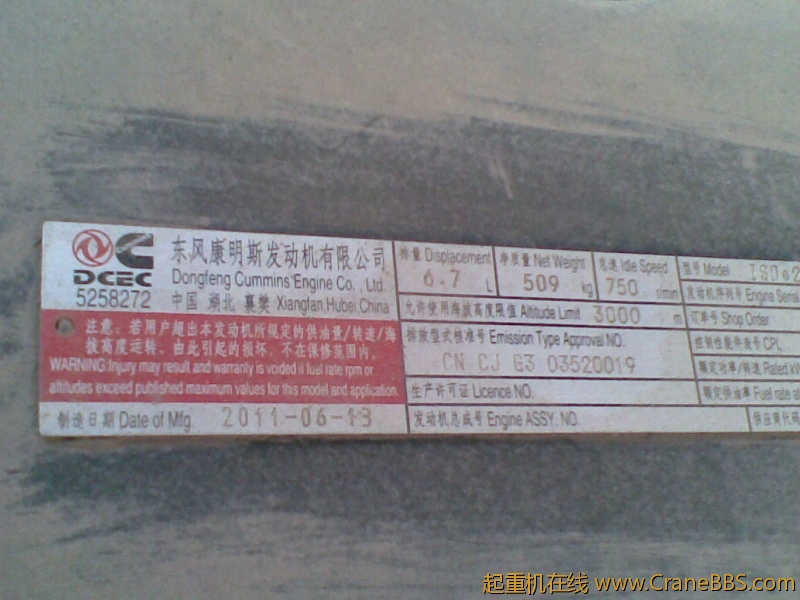 DCEC
5258272
东风康明斯发动机有限公司
Dongfeng Cummins Engine Co., Ltd
中国 湖北 襄樊 Xiangfan,Hubei,China
注意:若用户超出本发动机所规定的供油量/转速/海
拔高度运转、由此引起的损坏、不在保修范围内。
WARNING:Injury may result and warranty is voided if fuel rate rpm or
altitudes exceed published maximum values for this model and application.
制造日期 Date of Mfg. 2011-06-13
排量 Displacement 6.7 L
净质量 Net Weight 509 kg
怠速 Idle Speed 750 r/min
型号 Model
允许使用海拔高度限值 Altitude Limit 3000 m
发动机序列号 Engine Serial
订单号 Shop Order
排放型式核准号 Emission Type Approval NO.
CN CJ G3 03520019
控制性能件表号 CPL
额定功率/转速 Rated kW
生产许可证 Licence NO.
额定供油率 Fuel rate at
发动机总成号 Engine ASSY. NO.
供应商代码
起重机在线 www.CraneBBS.com